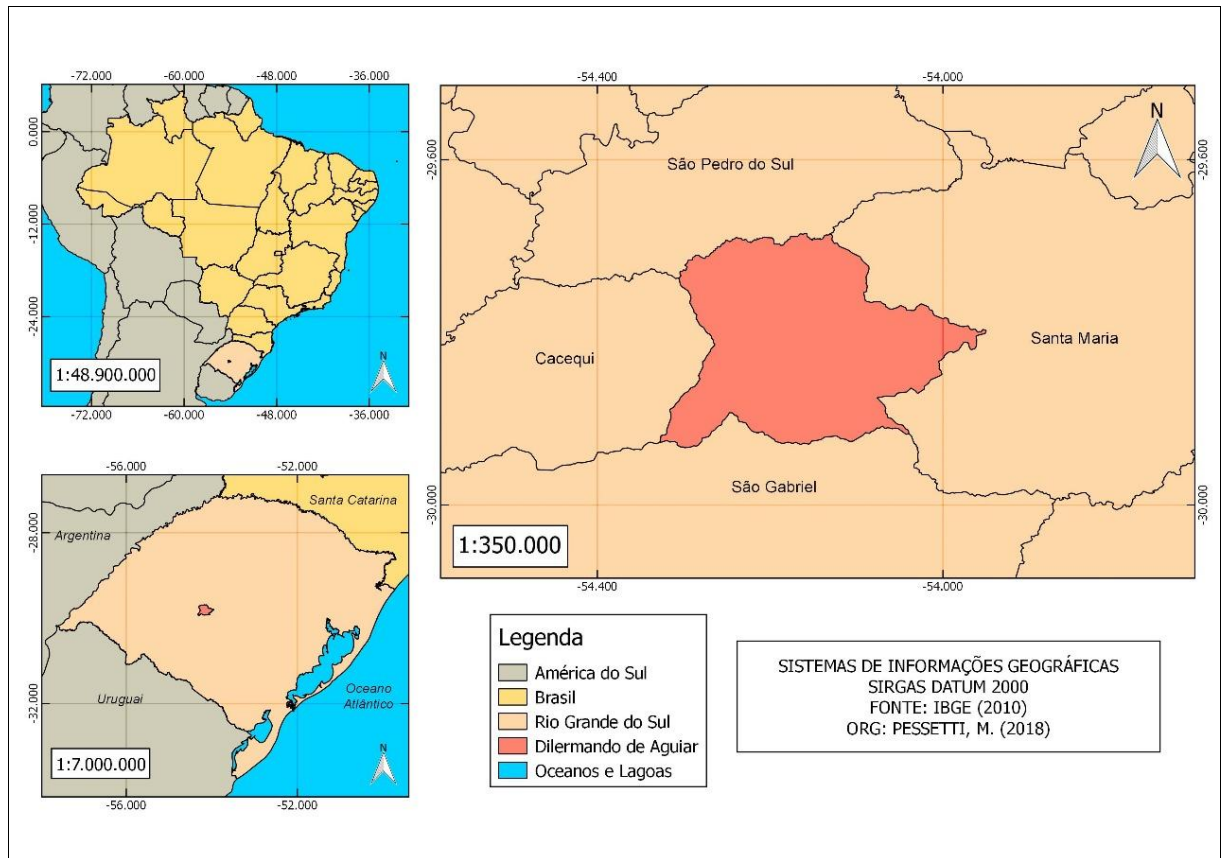 -72.000 -60.000 -48.000 -36.000
0.000
-12.000
-24.000
1:48.900.000
N
-72.000 -60.000 -48.000 -36.000
-56.000 -52.000
Santa Catarina
Argentina
-28.000
Uruguai
Oceano
Atlântico
-32.000
1:7.000.000
N
-56.000 -52.000
-54.400 -54.000
N
-29.600
São Pedro do Sul
Santa Maria
Cacequi
São Gabriel
-30.000
1:350.000
-54.400 -54.000
Legenda
América do Sul
Brasil
Rio Grande do Sul
Dilermando de Aguiar
Oceanos e Lagoas
SISTEMAS DE INFORMAÇÕES GEOGRÁFICAS
SIRGAS DATUM 2000
FONTE: IBGE (2010)
ORG: PESSETTI, M. (2018)